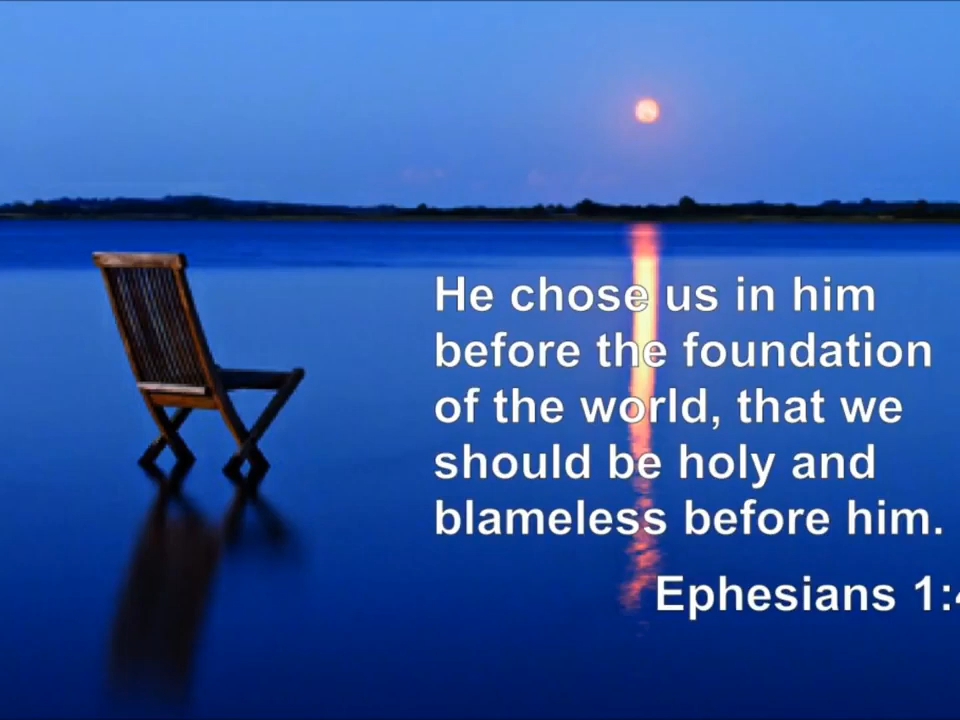 He chose us in him
before the foundation
of the world, that we
should be holy and
blameless before him.
Ephesians 1:4